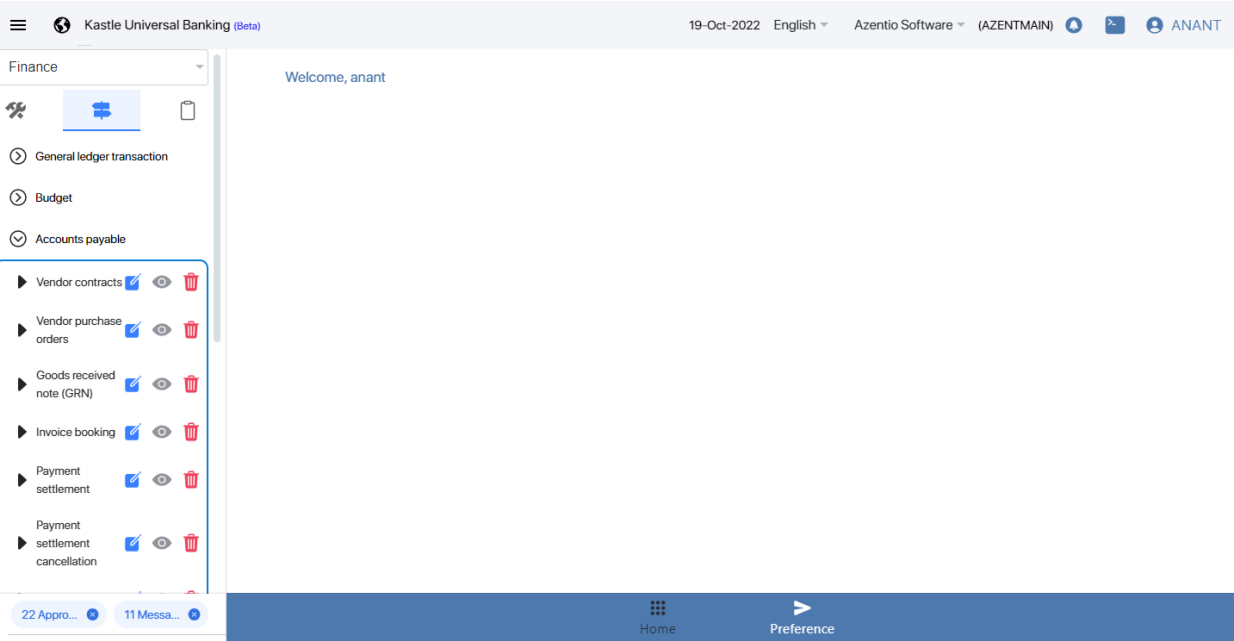 Kastle Universal Banking (Beta)
19-Oct-2022 English Azentio Software (AZENTMAIN) ANANT
Finance
Welcome, anant
General ledger transaction
Budget
Accounts payable
Vendor contracts
Vendor purchase
orders
Goods received
note (GRN)
Invoice booking
Payment
settlement
Payment
settlement
cancellation
22 Appro... 11 Messa...
Home
Preference